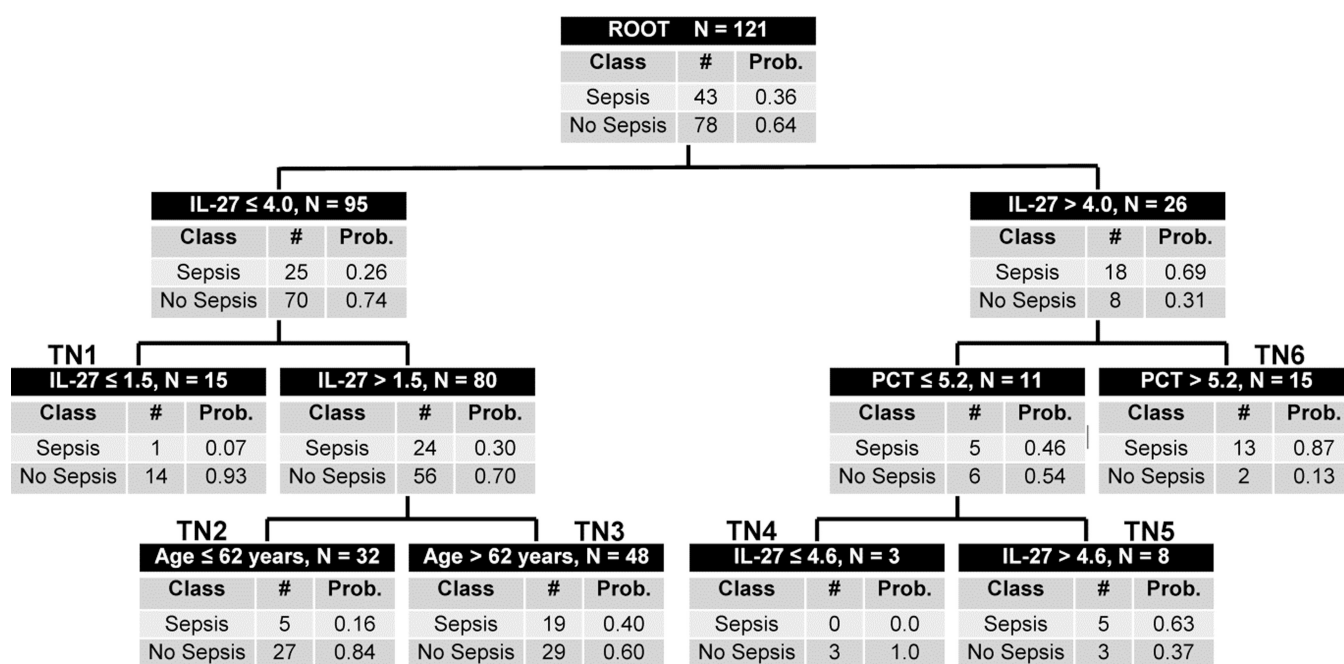 ROOT N = 121
Class # Prob.
Sepsis 43 0.36
No Sepsis 78 0.64
IL-27 ≤ 4.0, N = 95
Class # Prob.
Sepsis 25 0.26
No Sepsis 70 0.74
IL-27 > 4.0, N = 26
Class # Prob.
Sepsis 18 0.69
No Sepsis 8 0.31
TN1
IL-27 ≤ 1.5, N = 15
Class # Prob.
Sepsis 1 0.07
No Sepsis 14 0.93
IL-27 > 1.5, N = 80
Class # Prob.
Sepsis 24 0.30
No Sepsis 56 0.70
PCT ≤ 5.2, N = 11
Class # Prob.
Sepsis 5 0.46
No Sepsis 6 0.54
TN6
PCT > 5.2, N = 15
Class # Prob.
Sepsis 13 0.87
No Sepsis 2 0.13
TN2
Age ≤ 62 years, N = 32
Class # Prob.
Sepsis 5 0.16
No Sepsis 27 0.84
TN3
Age > 62 years, N = 48
Class # Prob.
Sepsis 19 0.40
No Sepsis 29 0.60
TN4
IL-27 ≤ 4.6, N = 3
Class # Prob.
Sepsis 0 0.0
No Sepsis 3 1.0
TN5
IL-27 > 4.6, N = 8
Class # Prob.
Sepsis 5 0.63
No Sepsis 3 0.37